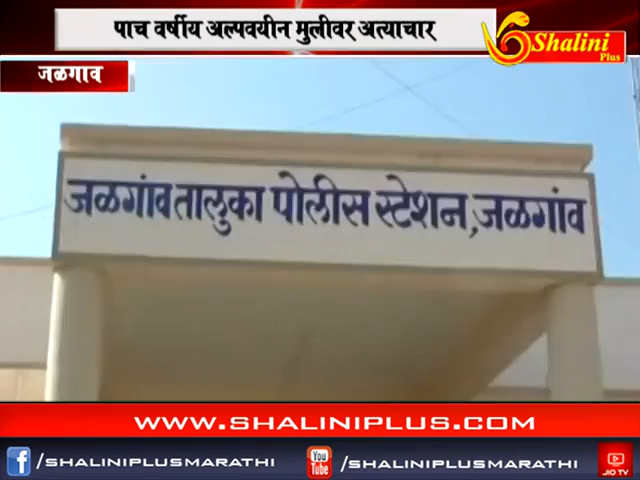 पाच वर्षीय अल्पवयीन मुलीवर अत्याचार
Shalini
Plus
जळगाव
जळगांव तालुका पोलीस स्टेशन, जळगांव
WWW.SHALINIPLUS.COM
f /SHALINIPLUSMARATHI
You Tube /SHALINIPLUSMARATHI
JIO TV